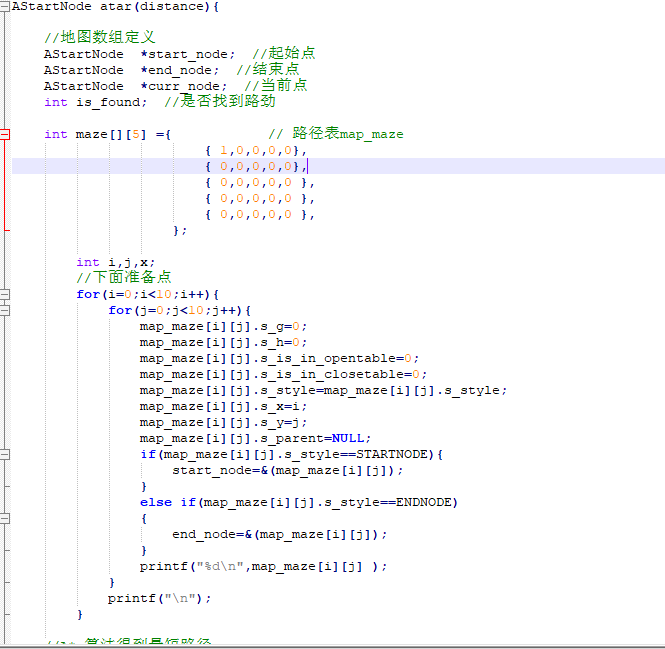 AStartNode atar(distance){
//地图数组定义
AStartNode *start_node; //起始点
AStartNode *end_node; //结束点
AStartNode *curr_node; //当前点
int is_found; //是否找到路劲
int maze[][5] ={ // 路径表map_maze
{ 1,0,0,0,0},
{ 0,0,0,0,0},
{ 0,0,0,0,0 },
{ 0,0,0,0,0 },
{ 0,0,0,0,0 },
};
int i,j,x;
//下面准备点
for(i=0;i<10;i++){
for(j=0;j<10;j++){
map_maze[i][j].s_g=0;
map_maze[i][j].s_h=0;
map_maze[i][j].s_is_in_opentable=0;
map_maze[i][j].s_is_in_closetable=0;
map_maze[i][j].s_style=map_maze[i][j].s_style;
map_maze[i][j].s_x=i;
map_maze[i][j].s_y=j;
map_maze[i][j].s_parent=NULL;
if(map_maze[i][j].s_style==STARTNODE){
start_node=&(map_maze[i][j]);
}
else if(map_maze[i][j].s_style==ENDNODE)
{
end_node=&(map_maze[i][j]);
}
printf("%d\n",map_maze[i][j] );
}
printf("\n");
}